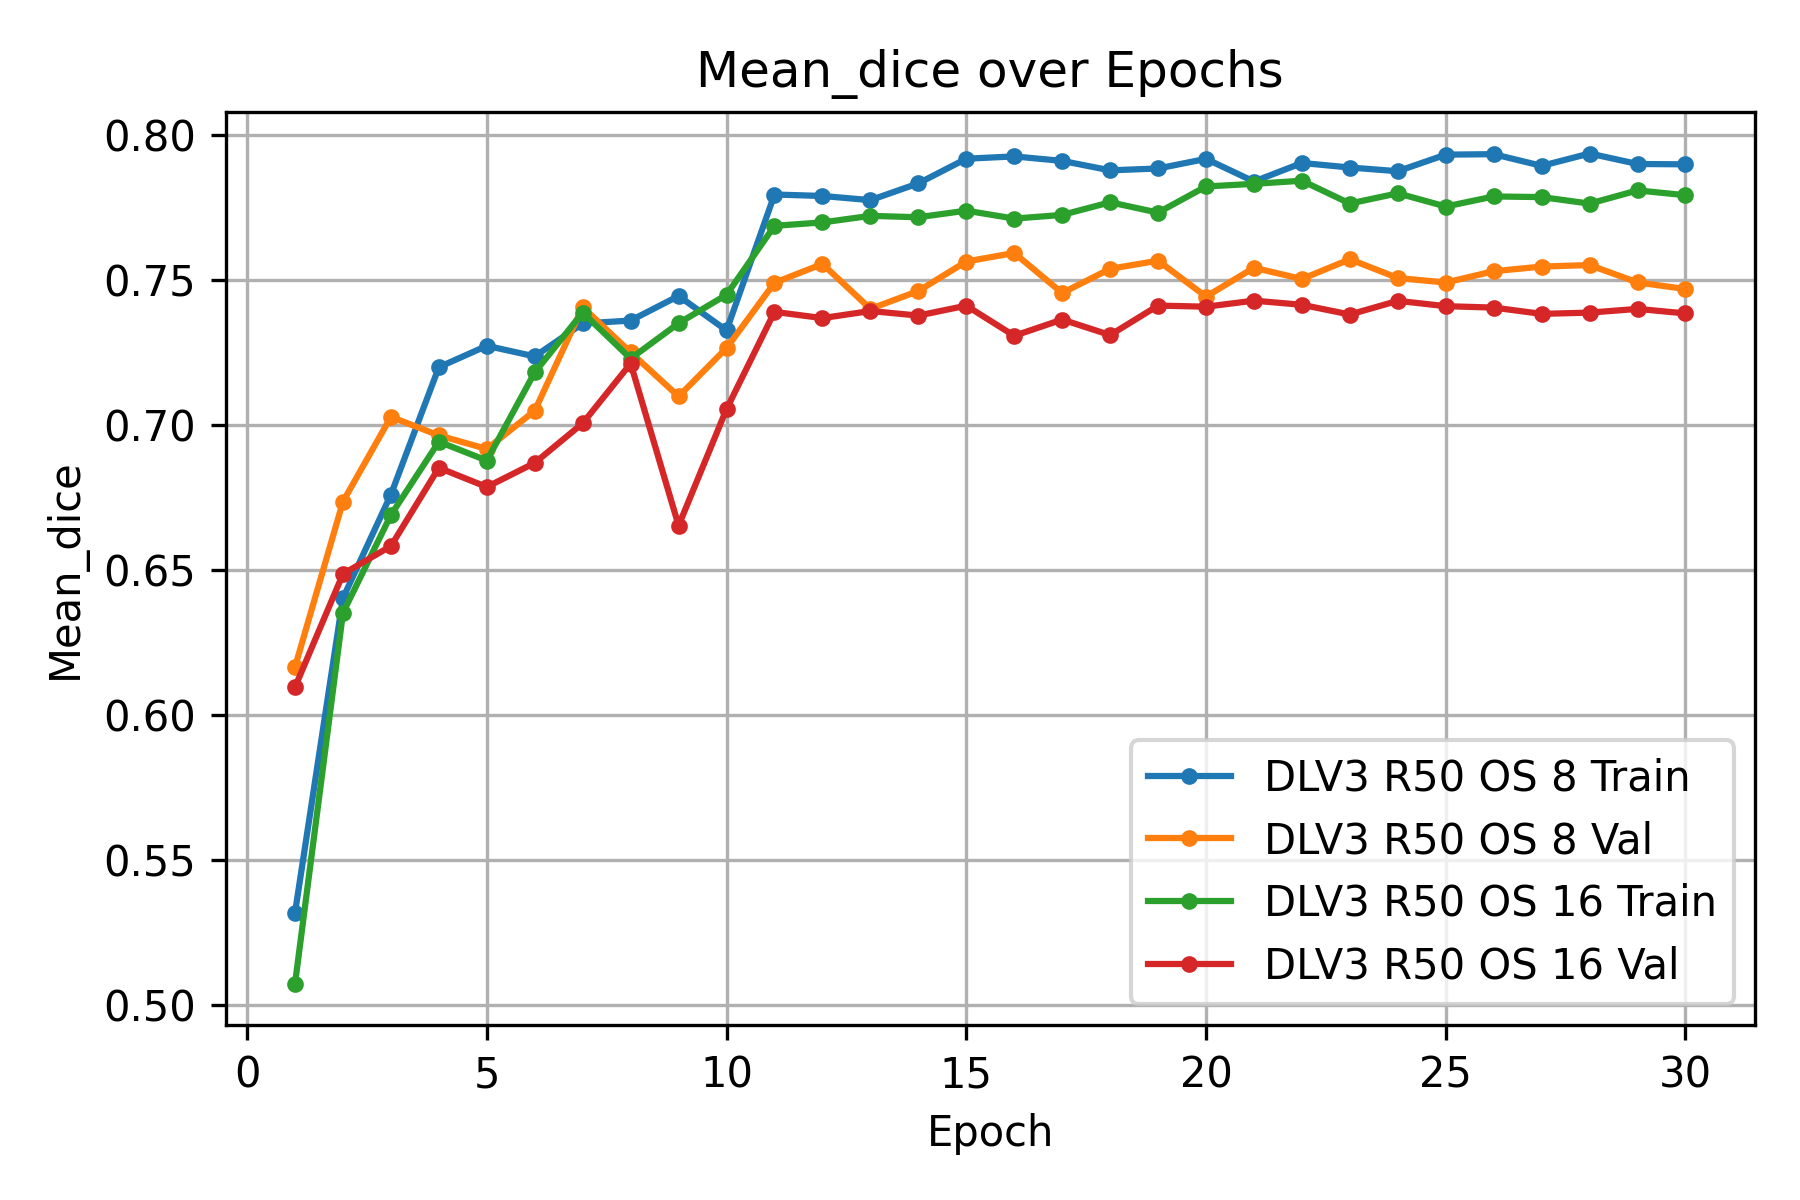 Mean_dice over Epochs
0.80
0.75
0.70
0.65
0.60
0.55
0.50
Mean_dice
0 5 10 15 20 25 30
Epoch
DLV3 R50 OS 8 Train
DLV3 R50 OS 8 Val
DLV3 R50 OS 16 Train
DLV3 R50 OS 16 Val